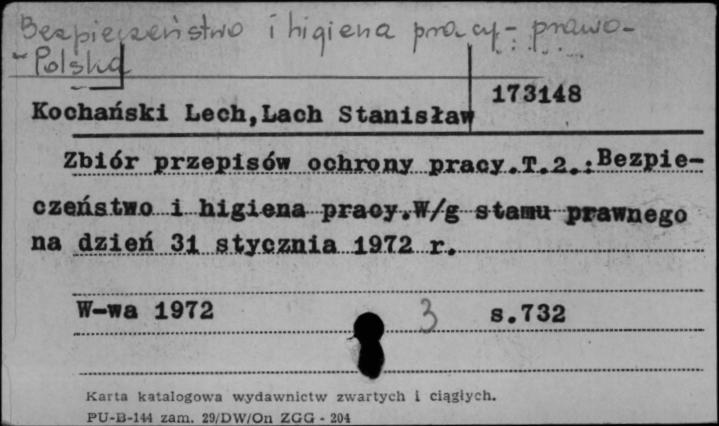 Bezpieczeństwo i higiena pracy - prawo -
- Polska
173148
Kochański Lech,Lach Stanisław
Zbiór przepisów ochrony pracy.T.2.:Bezpie-
czeństwo i higiena pracy.W/g stamu prawnego
na dzień 31 stycznia 1972 r.
W-wa 1972 3 s.732
Karta katalogowa wydawnictw zwartych i ciągłych.
PU-B-144 zam. 29/DW/On ZGG - 204